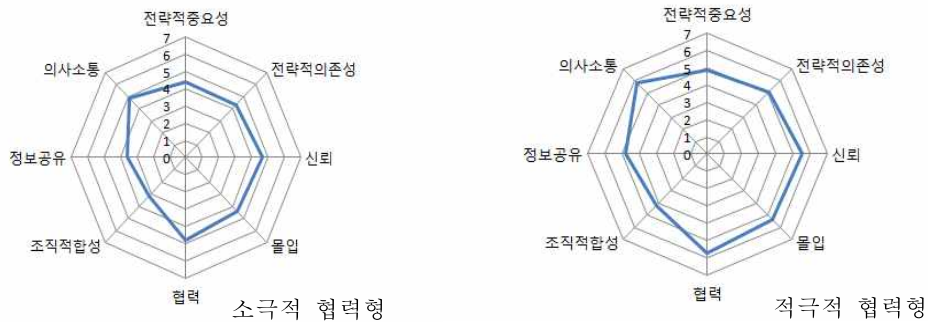 전략적중요성
7
6
5
4
3
2
1
0
의사소통
전략적의존성
정보공유
신뢰
조직적합성
몰입
협력
소극적 협력형
전략적중요성
7
6
5
4
3
2
1
0
의사소통
전략적의존성
정보공유
신뢰
조직적합성
몰입
협력
적극적 협력형